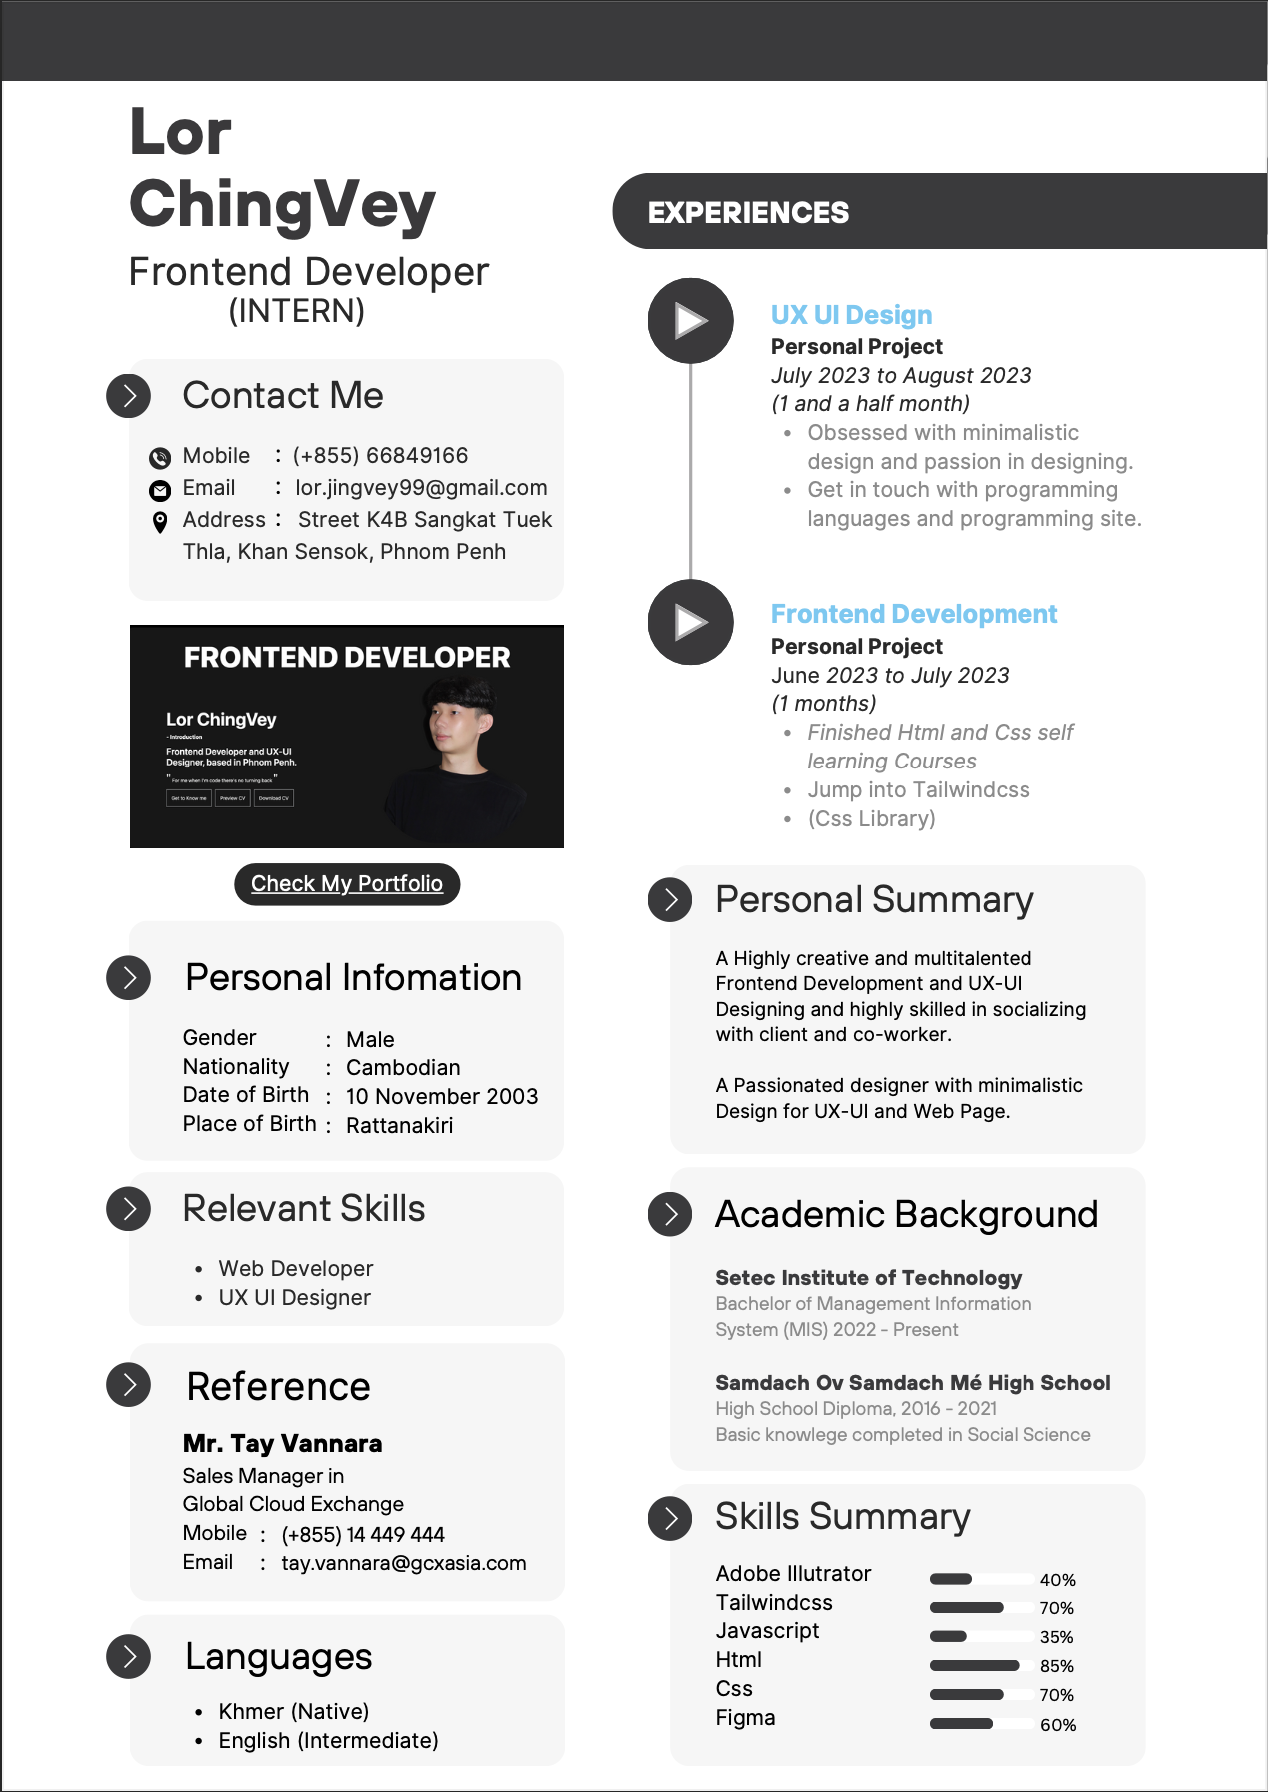 Lor
ChingVey
Frontend Developer
(INTERN)
Contact Me
Mobile : (+855) 66849166
Email : lor.jingvey99@gmail.com
Address : Street K4B Sangkat Tuek
Thla, Khan Sensok, Phnom Penh
FRONTEND DEVELOPER
Lor ChingVey
- Introduction
Frontend Developer and UX-UI
Designer, based in Phnom Penh.
" For me when I'm code there's no turning back "
Get to Know me Preview CV Download CV
Check My Portfolio
Personal Infomation
Gender : Male
Nationality : Cambodian
Date of Birth : 10 November 2003
Place of Birth : Rattanakiri
Relevant Skills
• Web Developer
• UX UI Designer
Reference
Mr. Tay Vannara
Sales Manager in
Global Cloud Exchange
Mobile : (+855) 14 449 444
Email : tay.vannara@gcxasia.com
Languages
• Khmer (Native)
• English (Intermediate)
EXPERIENCES
UX UI Design
Personal Project
July 2023 to August 2023
(1 and a half month)
• Obsessed with minimalistic
design and passion in designing.
• Get in touch with programming
languages and programming site.
Frontend Development
Personal Project
June 2023 to July 2023
(1 months)
• Finished Html and Css self
learning Courses
• Jump into Tailwindcss
• (Css Library)
Personal Summary
A Highly creative and multitalented
Frontend Development and UX-UI
Designing and highly skilled in socializing
with client and co-worker.
A Passionated designer with minimalistic
Design for UX-UI and Web Page.
Academic Background
Setec Institute of Technology
Bachelor of Management Information
System (MIS) 2022 - Present
Samdach Ov Samdach Mé High School
High School Diploma, 2016 - 2021
Basic knowlege completed in Social Science
Skills Summary
Adobe Illutrator 40%
Tailwindcss 70%
Javascript 35%
Html 85%
Css 70%
Figma 60%